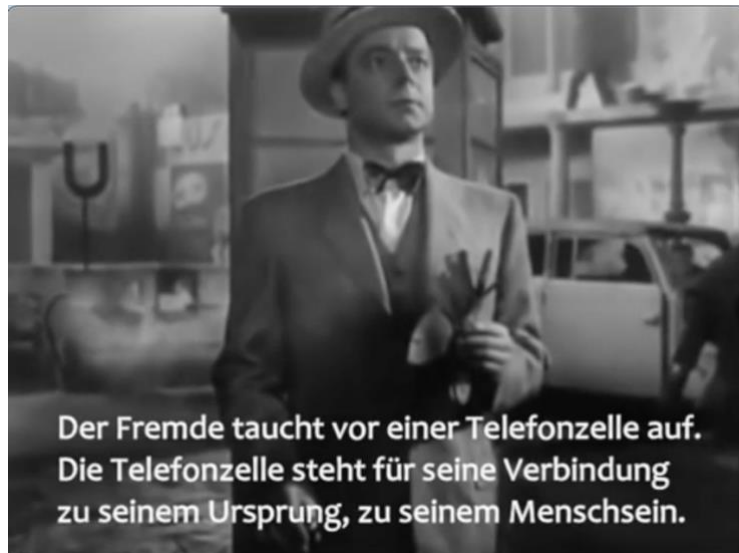 U
Der Fremde taucht vor einer Telefonzelle auf.
Die Telefonzelle steht für seine Verbindung
zu seinem Ursprung, zu seinem Menschsein.